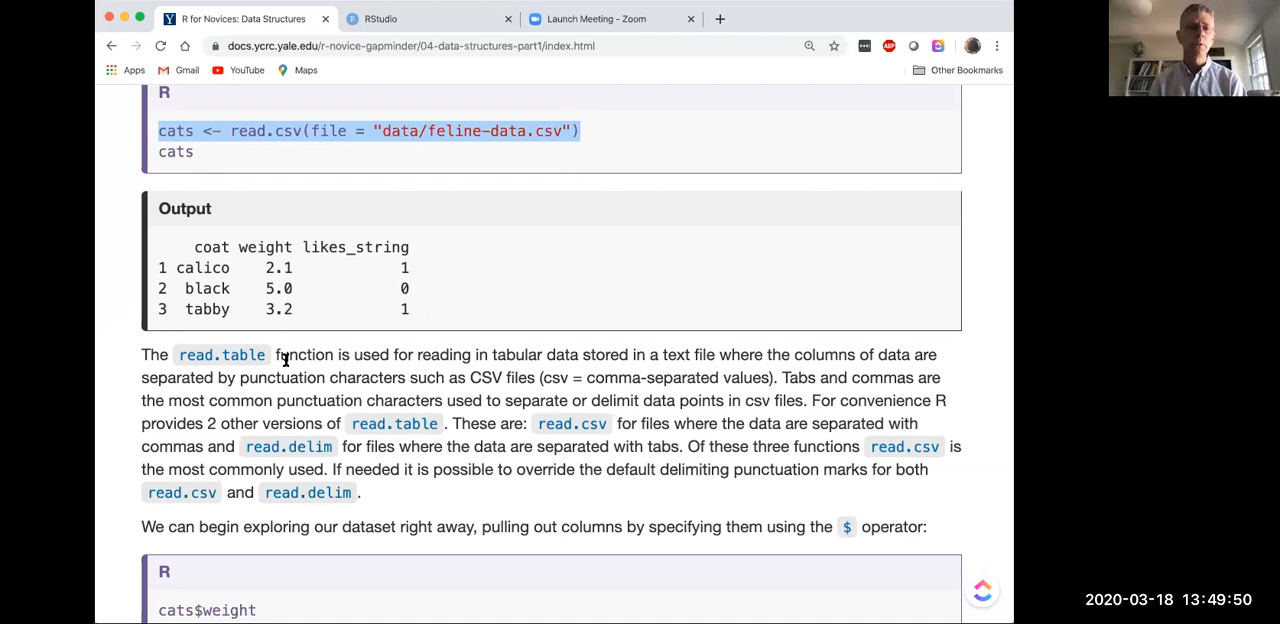 R for Novices: Data Structures
RStudio
Launch Meeting - Zoom
docs.ycrc.yale.edu/r-novice-gapminder/04-data-structures-part1/index.html
Apps Gmail YouTube Maps Other Bookmarks
R
cats <- read.csv(file = "data/feline-data.csv")
cats
Output
coat weight likes_string
1 calico 2.1 1
2 black 5.0 0
3 tabby 3.2 1
The read.table function is used for reading in tabular data stored in a text file where the columns of data are
separated by punctuation characters such as CSV files (csv = comma-separated values). Tabs and commas are
the most common punctuation characters used to separate or delimit data points in csv files. For convenience R
provides 2 other versions of read.table . These are: read.csv for files where the data are separated with
commas and read.delim for files where the data are separated with tabs. Of these three functions read.csv is
the most commonly used. If needed it is possible to override the default delimiting punctuation marks for both
read.csv and read.delim .
We can begin exploring our dataset right away, pulling out columns by specifying them using the $ operator:
R
cats$weight
2020-03-18 13:49:50